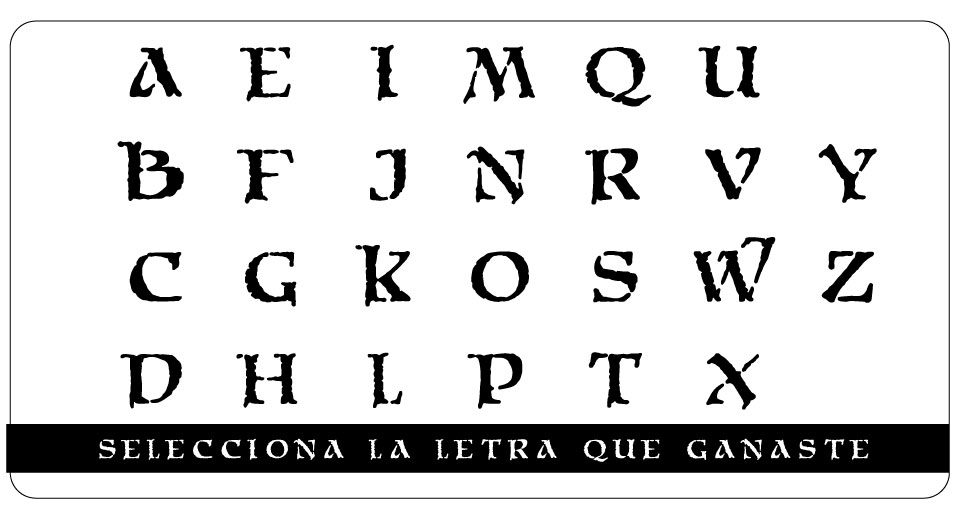 A E I M Q U
B F J N R V Y
C G K O S W Z
D H L P T X
SELECCIONA LA LETRA QUE GANASTE